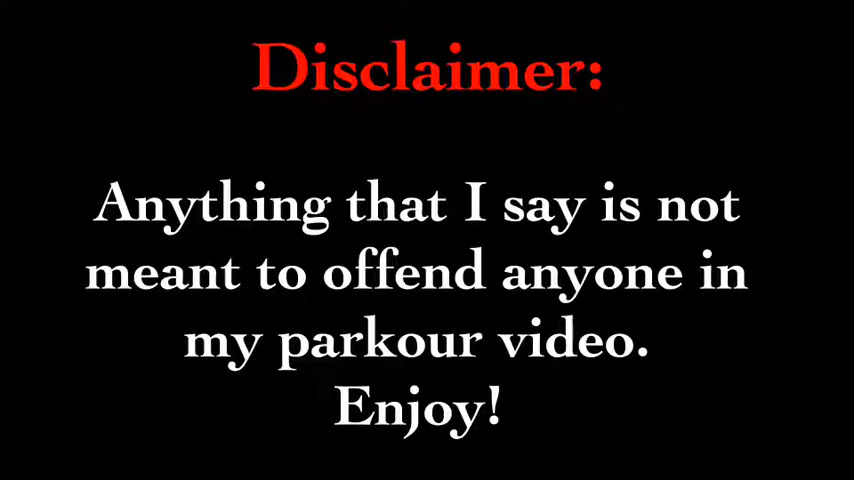 Disclaimer:
Anything that I say is not
meant to offend anyone in
my parkour video.
Enjoy!